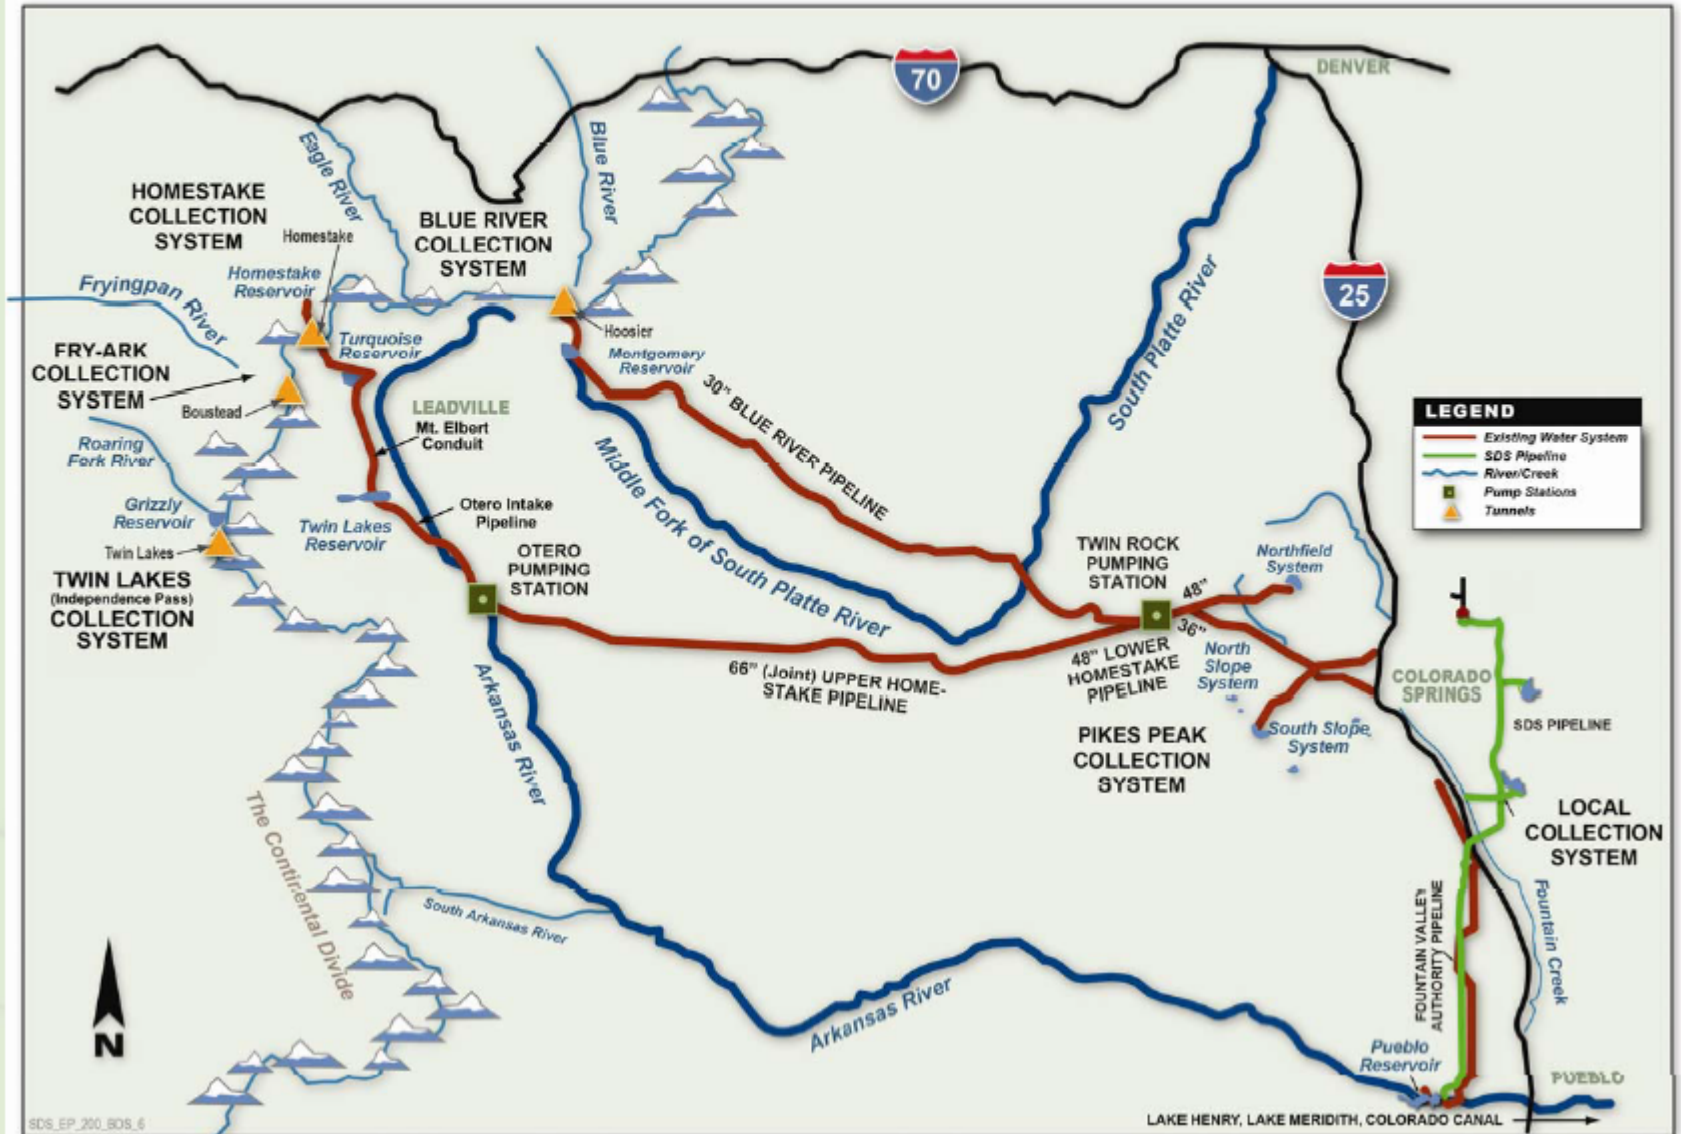 70
DENVER
Eagle River
Blue River
HOMESTAKE
COLLECTION
SYSTEM
Homestake
BLUE RIVER
COLLECTION
SYSTEM
Homestake
Reservoir
Fryingpan River
25
South Platte River
Hoosier
Turquoise
Reservoir
Montgomery
Reservoir
FRY-ARK
COLLECTION
SYSTEM
Boustead
LEADVILLE
Mt. Elbert
Conduit
30" BLUE RIVER PIPELINE
LEGEND
Existing Water System
SDS Pipeline
River/Creek
Pump Stations
Tunnels
Roaring
Fork River
Middle Fork of South Platte River
Grizzly
Reservoir
Twin Lakes
Otero Intake
Pipeline
Twin Lakes
Reservoir
OTERO
PUMPING
STATION
TWIN ROCK
PUMPING
STATION
Northfield
System
TWIN LAKES
(Independence Pass)
COLLECTION
SYSTEM
48"
36"
66" (Joint) UPPER HOME-
STAKE PIPELINE
48" LOWER
HOMESTAKE
PIPELINE
North
Slope
System
COLORADO
SPRINGS
SDS PIPELINE
Arkansas River
PIKES PEAK
COLLECTION
SYSTEM
South Slope
System
The Continental Divide
LOCAL
COLLECTION
SYSTEM
South Arkansas River
FOUNTAIN VALLEY
AUTHORITY PIPELINE
Fountain Creek
Arkansas River
N
Pueblo
Reservoir
PUEBLO
LAKE HENRY, LAKE MERIDITH, COLORADO CANAL
SDS_EP_200_BOS_6